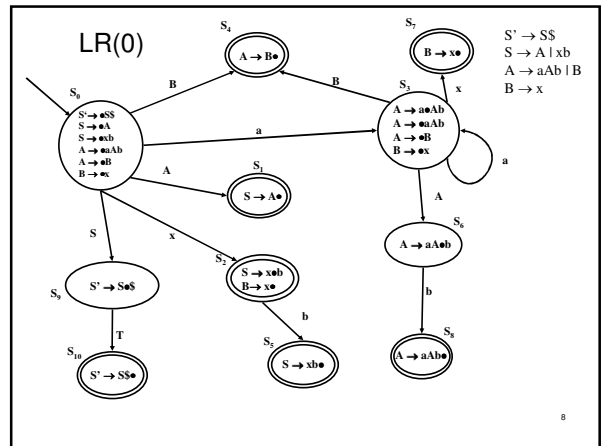 LR(0)
S' → S$
S → A | xb
A → aAb | B
B → x
S₀
S' → •S$
S → •A
S → •xb
A → •aAb
A → •B
B → •x
S₄
A → B•
S₇
B → x•
S₃
A → a•Ab
A → •aAb
A → •B
B → •x
S₁
S → A•
S₂
S → x•b
B → x•
S₆
A → aA•b
S₉
S' → S•$
S₁₀
S' → S$•
S₅
S → xb•
S₈
A → aAb•
B
B
x
a
a
A
A
S
x
b
b
T
8